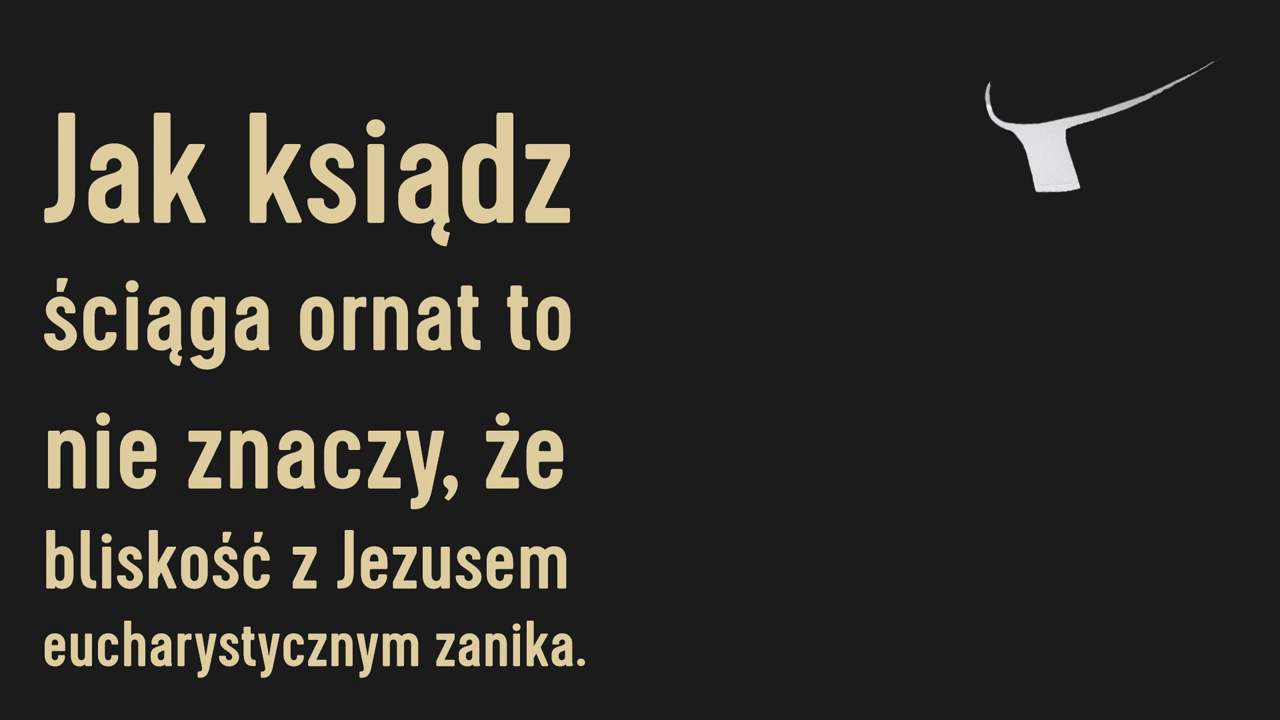 Jak ksiądz
ściąga ornat to
nie znaczy, że
bliskość z Jezusem
eucharystycznym zanika.